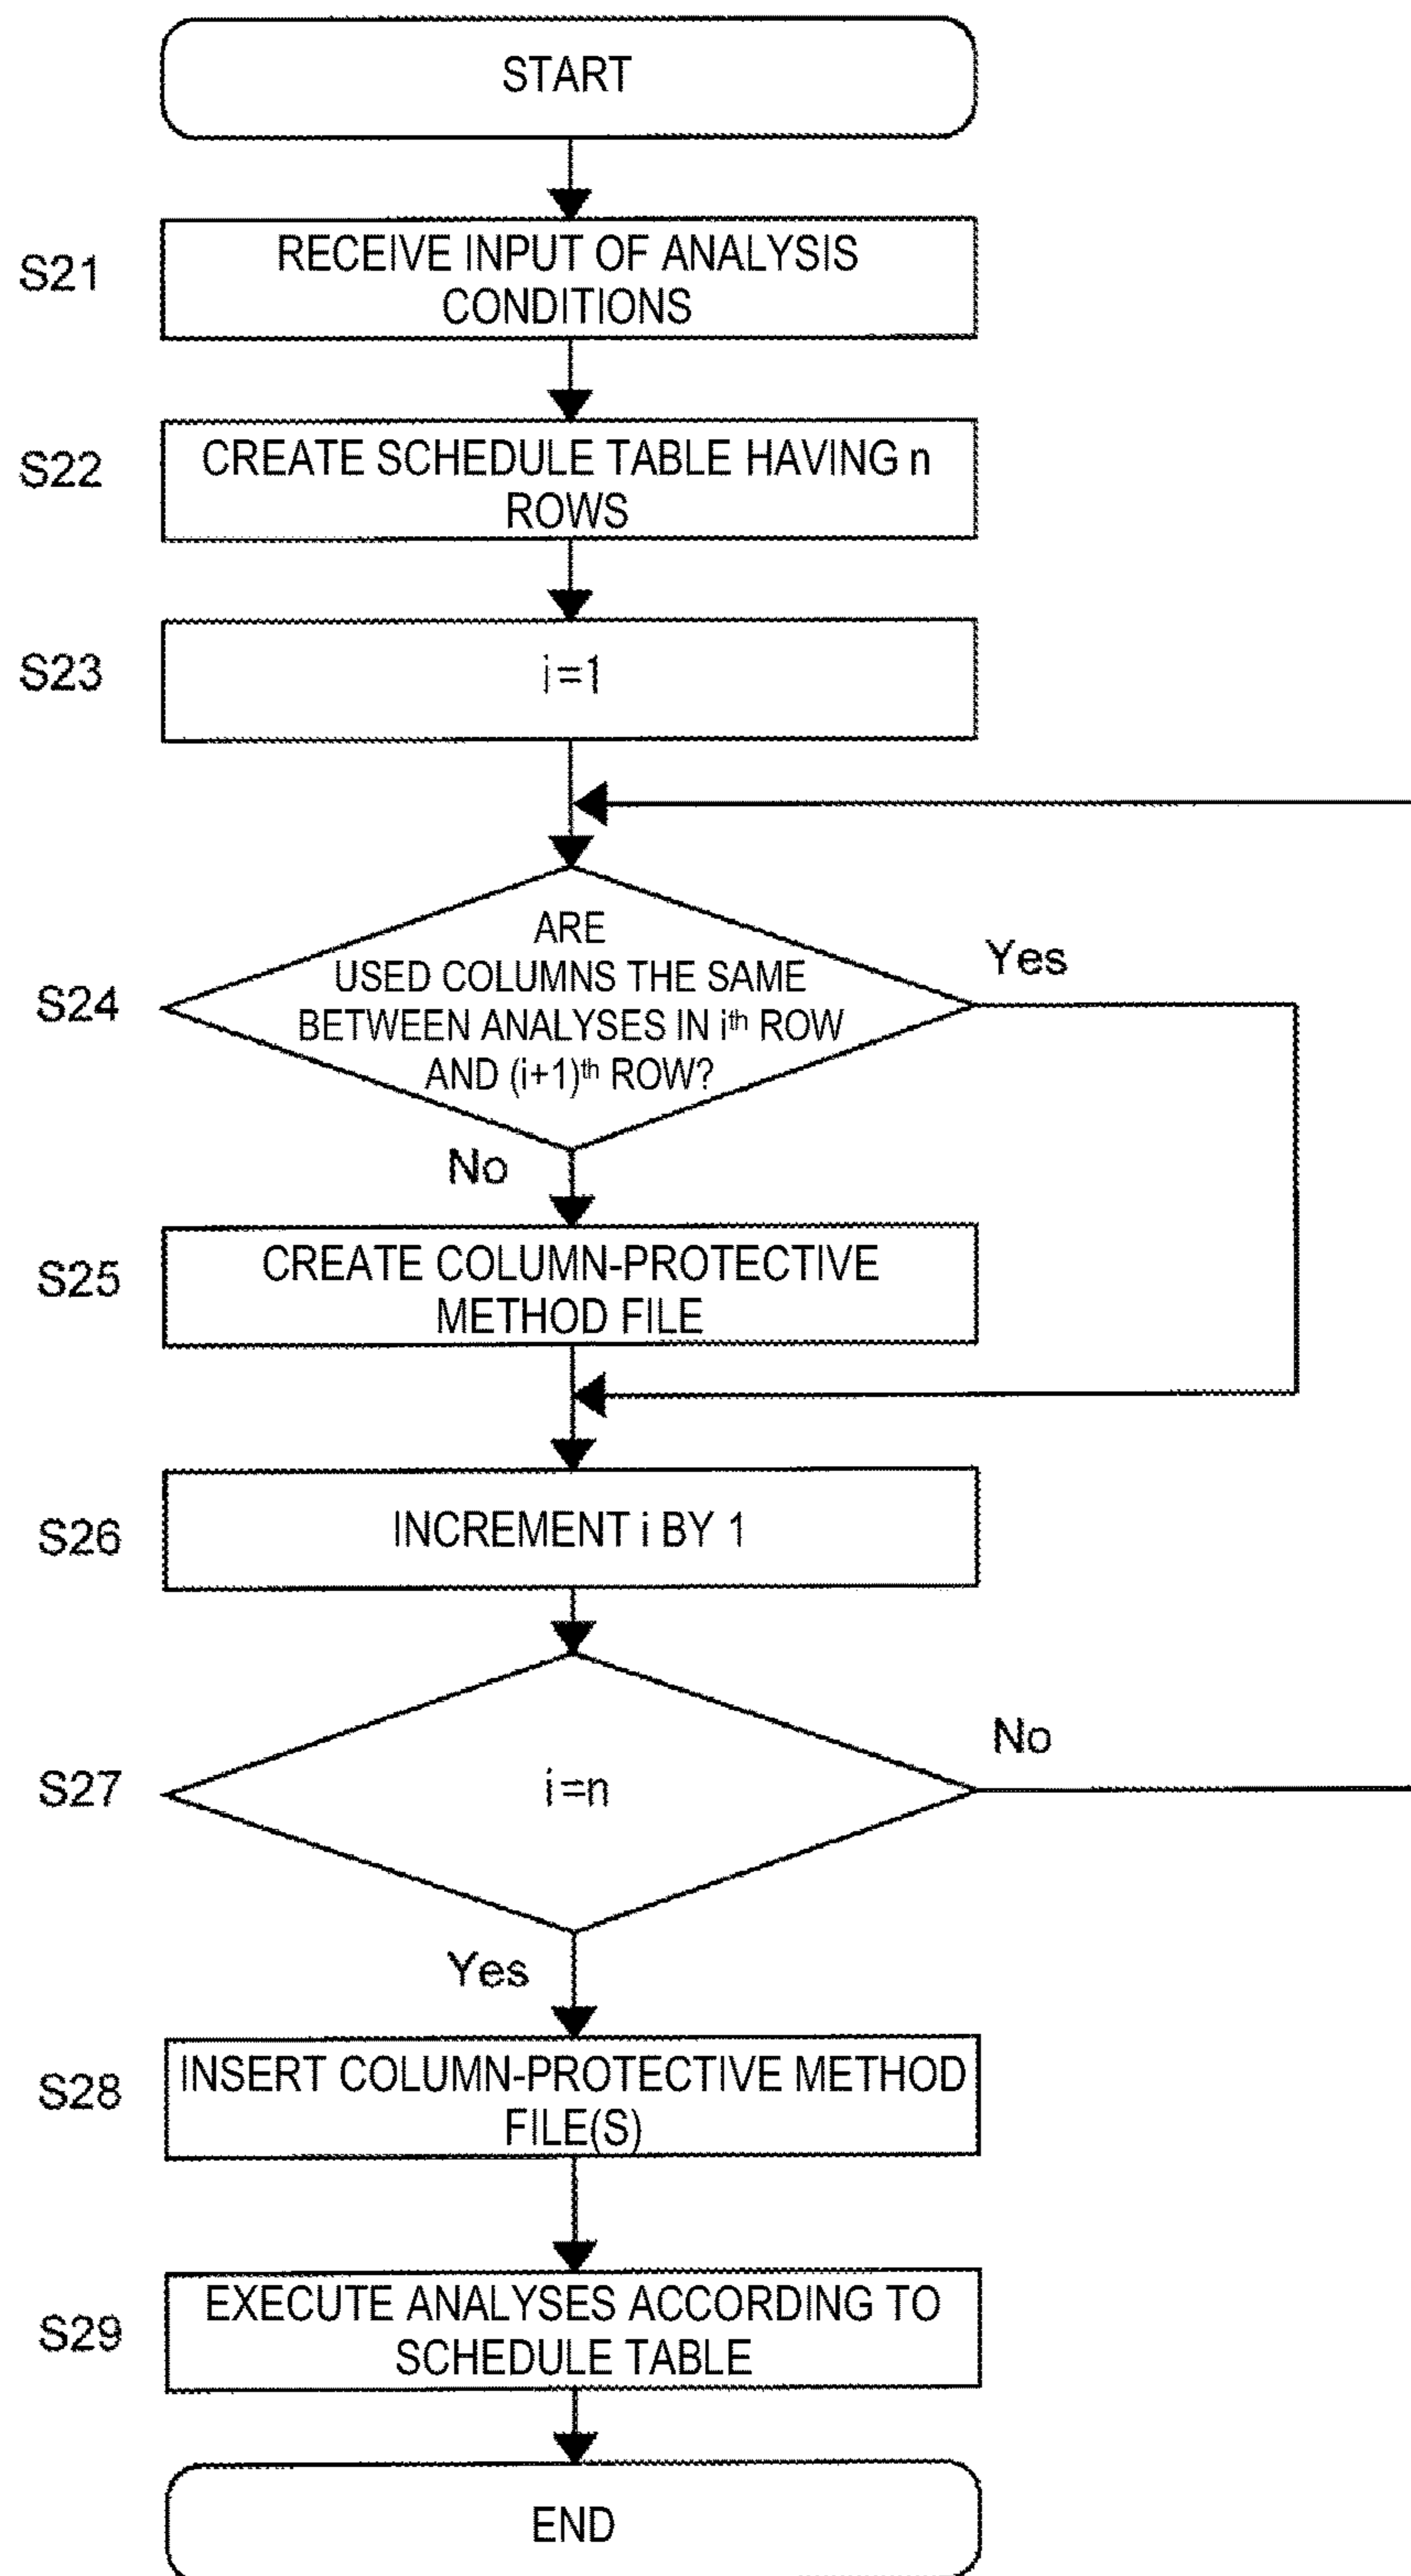 START
S21
RECEIVE INPUT OF ANALYSIS
CONDITIONS
S22
CREATE SCHEDULE TABLE HAVING n
ROWS
S23
i=1
S24
ARE
USED COLUMNS THE SAME
BETWEEN ANALYSES IN iᵗʰ ROW
AND (i+1)ᵗʰ ROW?
Yes
No
S25
CREATE COLUMN-PROTECTIVE
METHOD FILE
S26
INCREMENT i BY 1
S27
i=n
No
Yes
S28
INSERT COLUMN-PROTECTIVE METHOD
FILE(S)
S29
EXECUTE ANALYSES ACCORDING TO
SCHEDULE TABLE
END